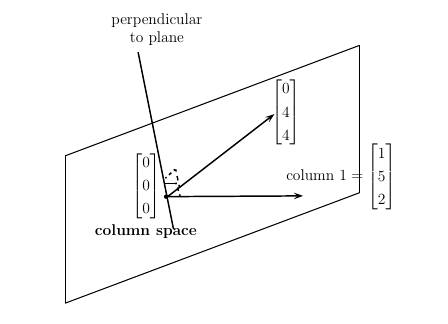 perpendicular
to plane
0
4
4
0
0
0
column 1 =
1
5
2
column space